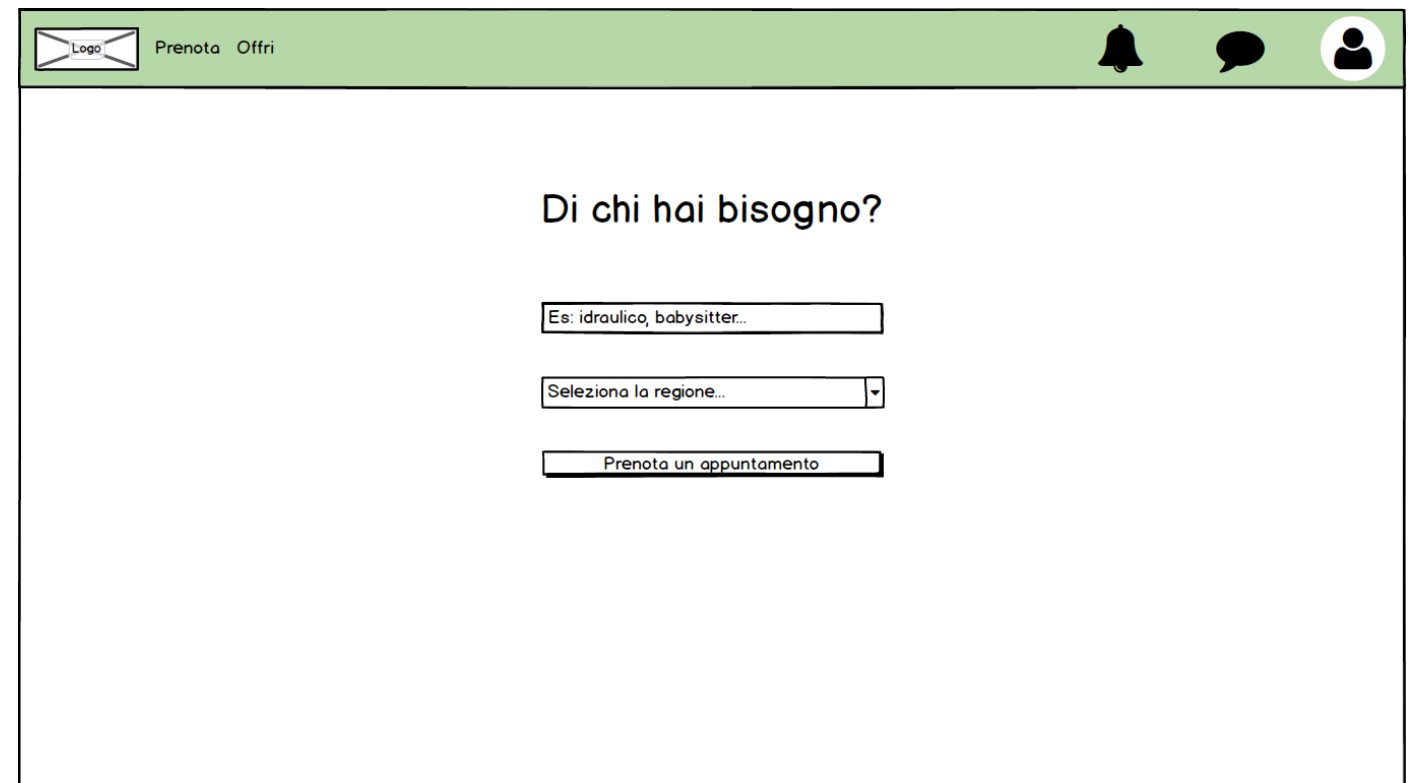 Logo Prenota Offri
Di chi hai bisogno?
Es: idraulico, babysitter...
Seleziona la regione...
Prenota un appuntamento